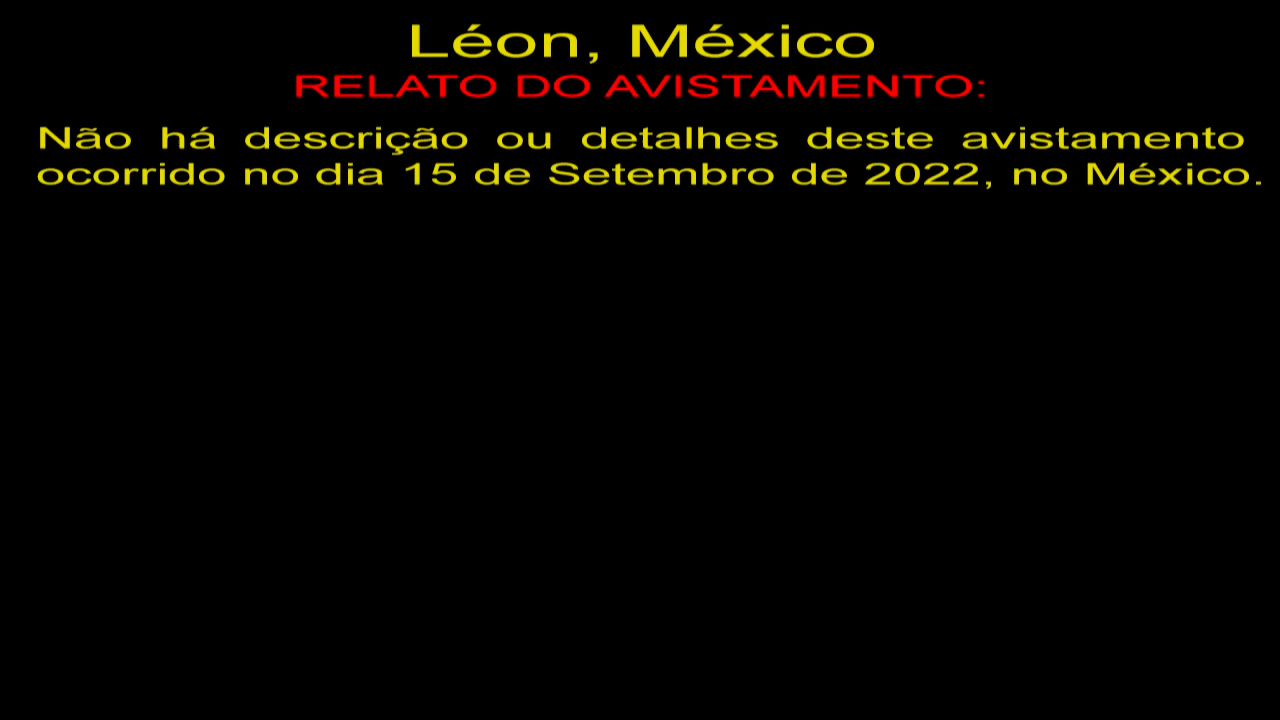 Léon, México
RELATO DO AVISTAMENTO:
Não há descrição ou detalhes deste avistamento
ocorrido no dia 15 de Setembro de 2022, no México.